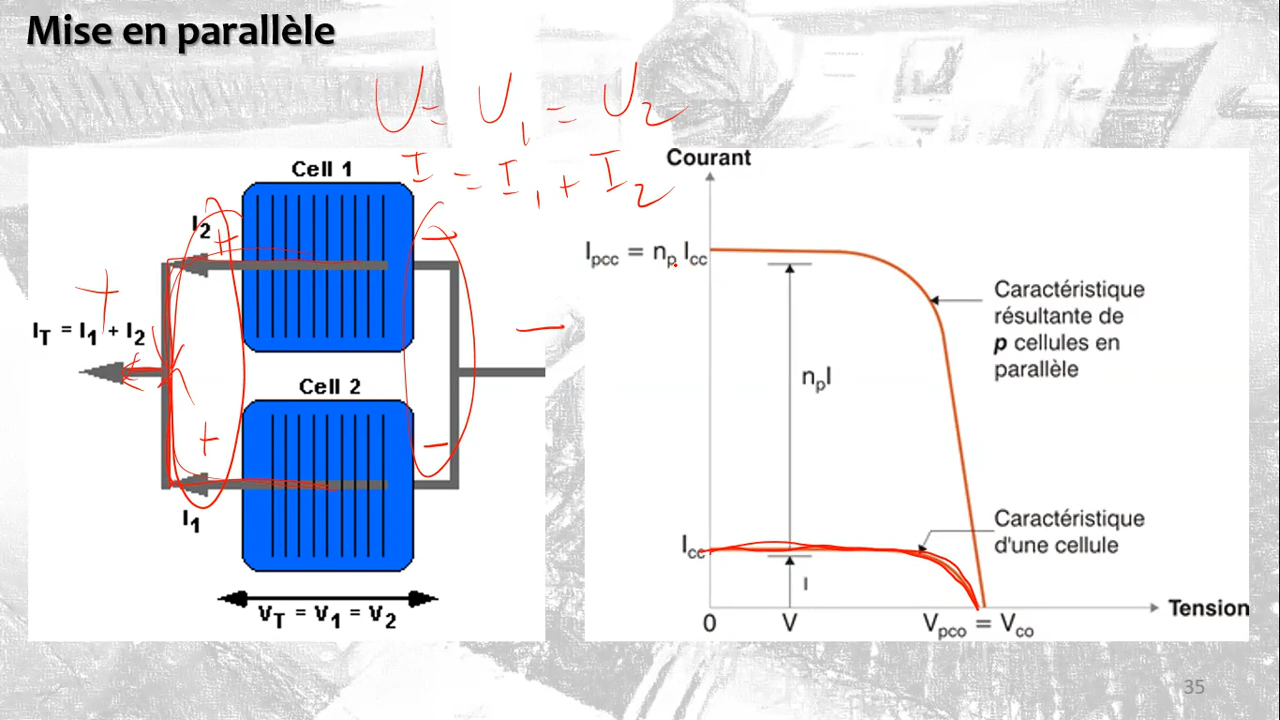 Mise en parallèle
U = U1 = U2
I = I1 + I2
Cell 1
I2
+
−
+
−
IT = I1 + I2
Cell 2
+
−
I1
VT = V1 = V2
Courant
Ipcc = np Icc
Caractéristique
résultante de
p cellules en
parallèle
npI
Caractéristique
d'une cellule
Icc
I
0
V
Vpco = Vco
Tension
35